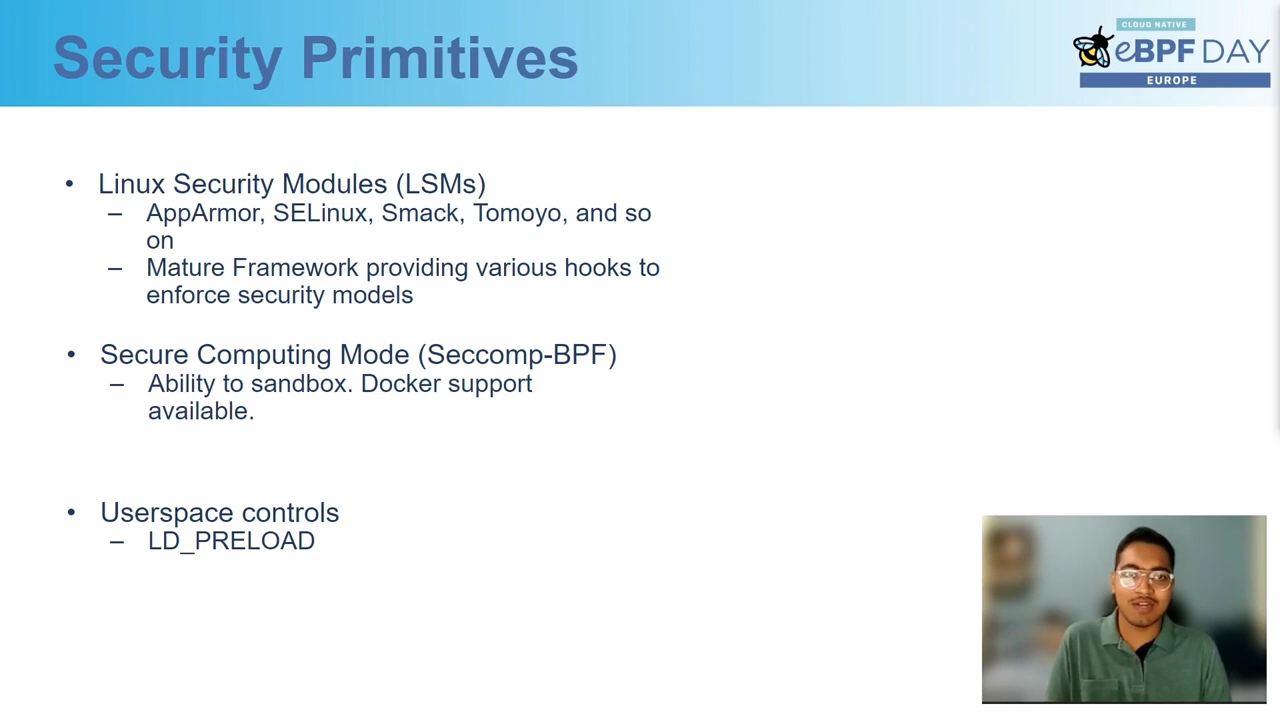 Security Primitives
CLOUD NATIVE
eBPF DAY
EUROPE
• Linux Security Modules (LSMs)
– AppArmor, SELinux, Smack, Tomoyo, and so
on
– Mature Framework providing various hooks to
enforce security models
• Secure Computing Mode (Seccomp-BPF)
– Ability to sandbox. Docker support
available.
• Userspace controls
– LD_PRELOAD